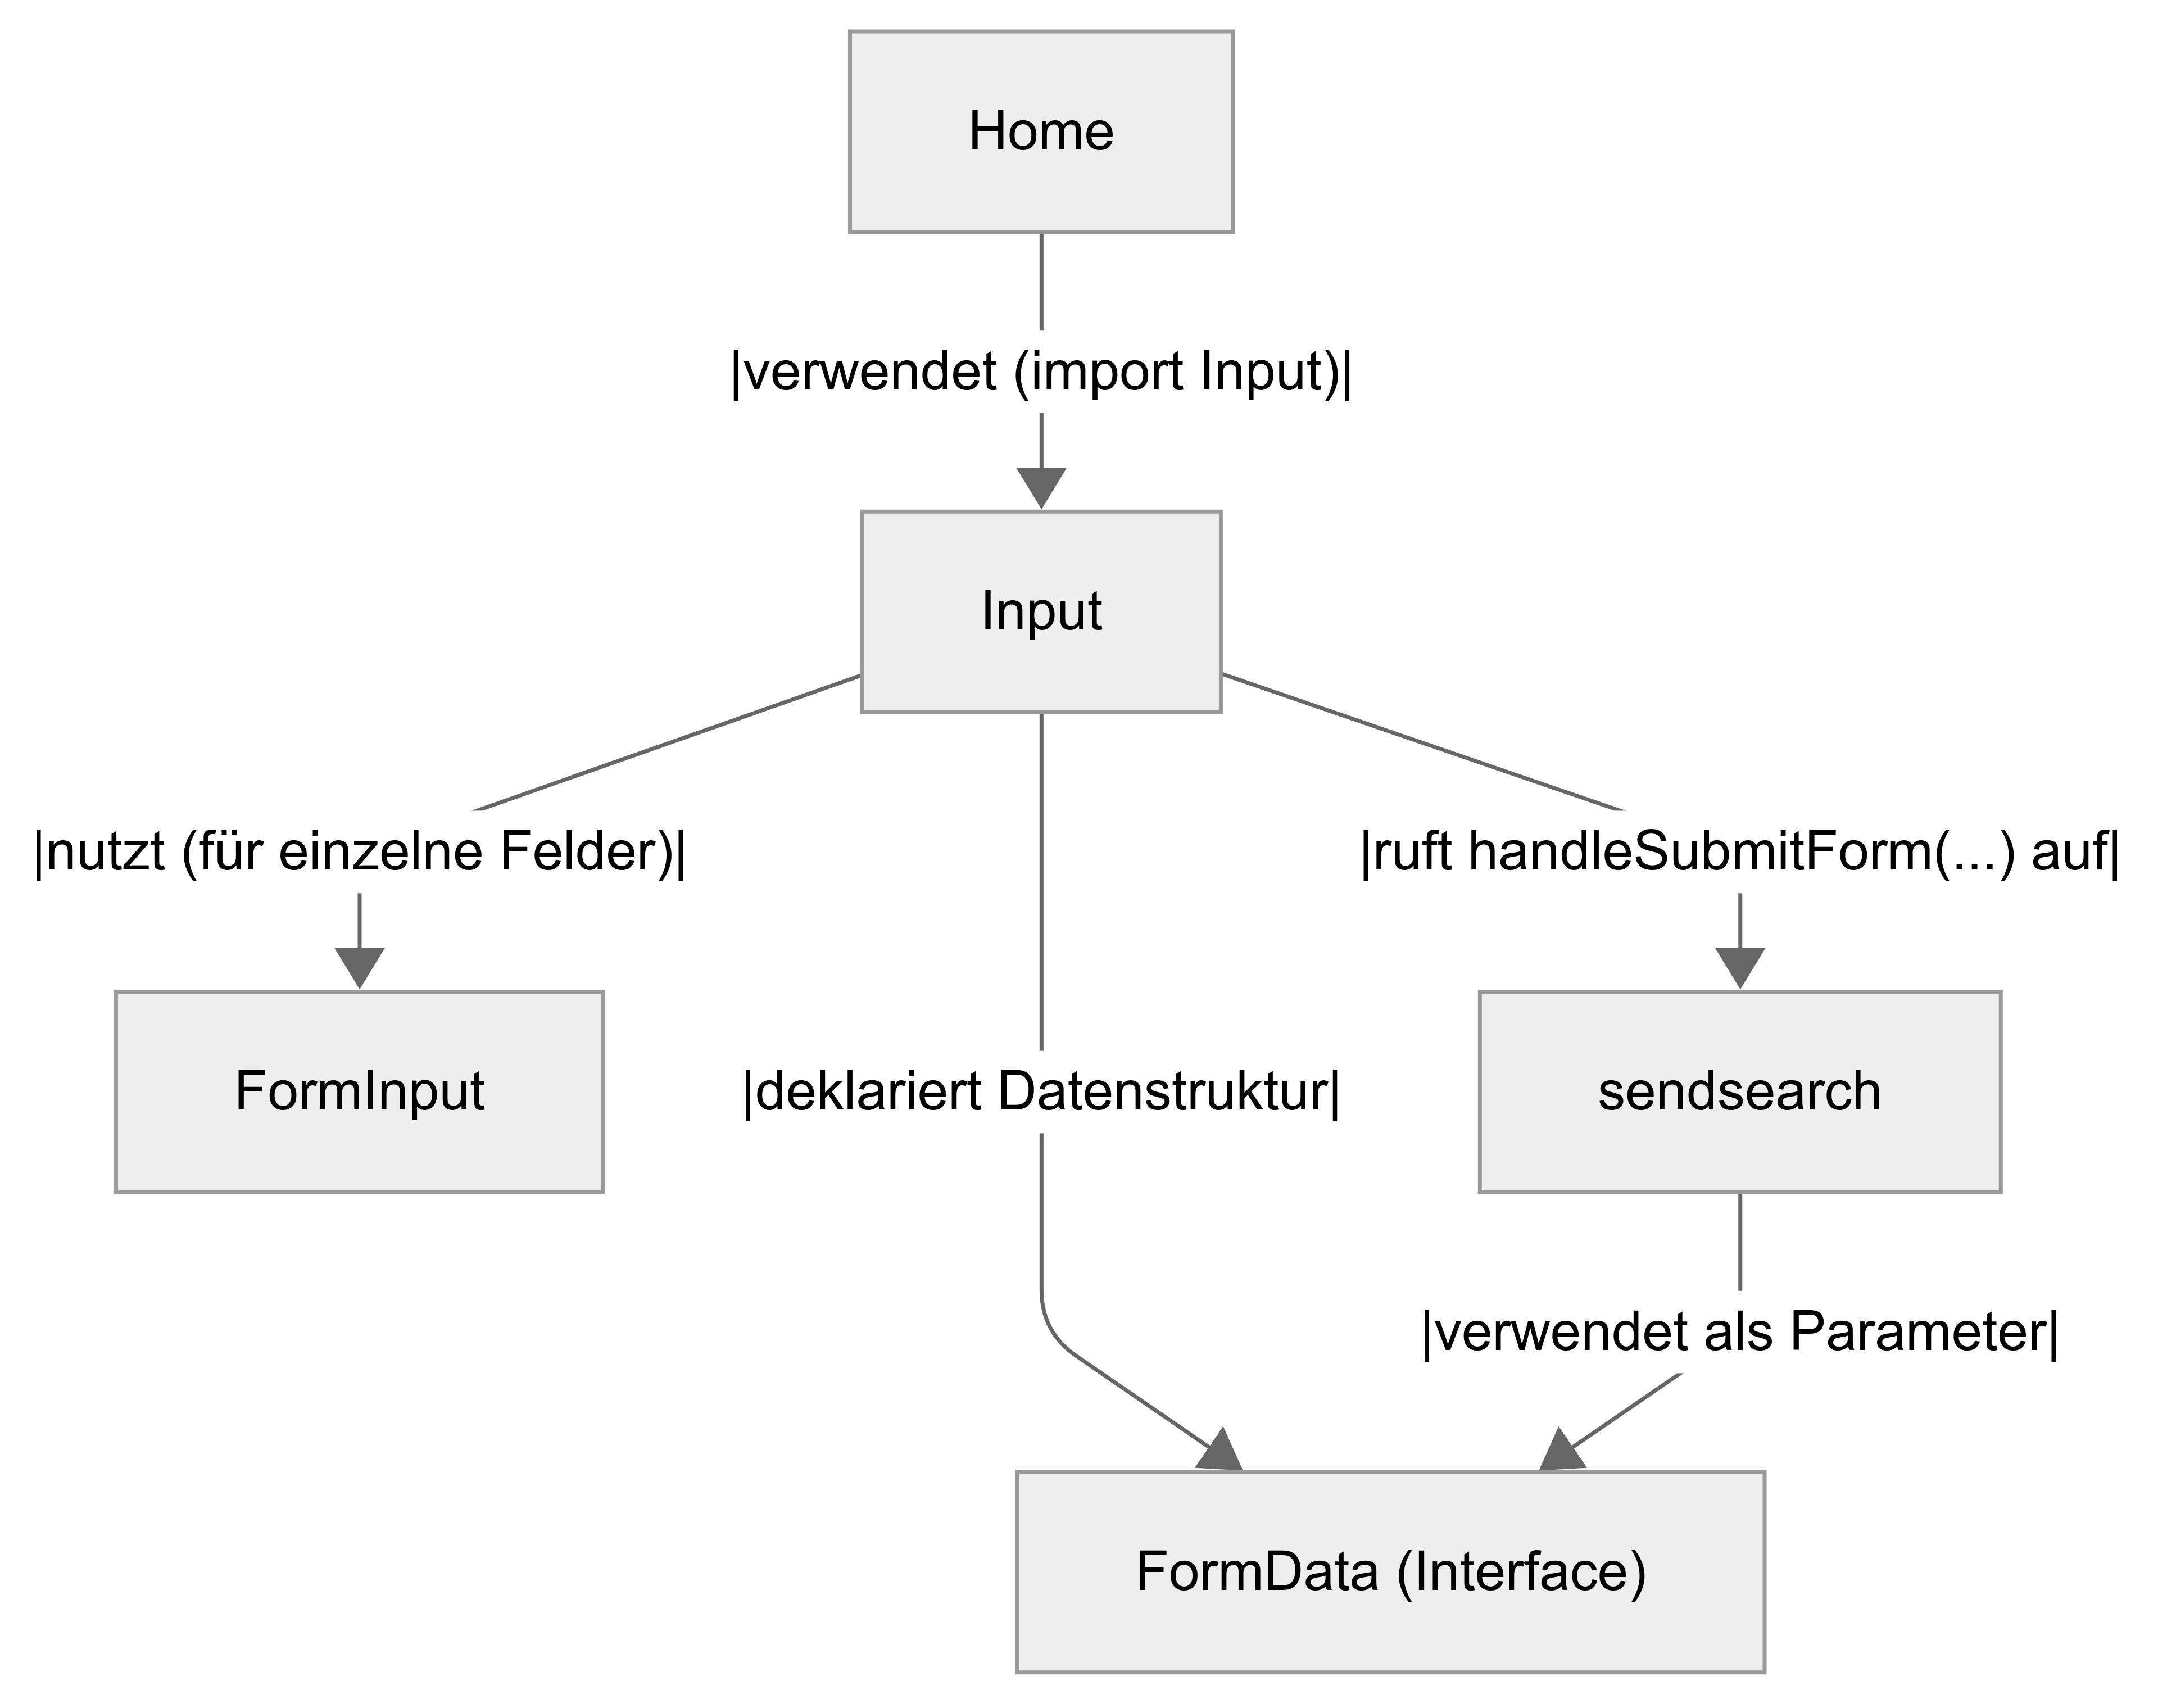 Home
|verwendet (import Input)|
Input
|nutzt (für einzelne Felder)|
|ruft handleSubmitForm(...) auf|
FormInput
|deklariert Datenstruktur|
sendsearch
|verwendet als Parameter|
FormData (Interface)